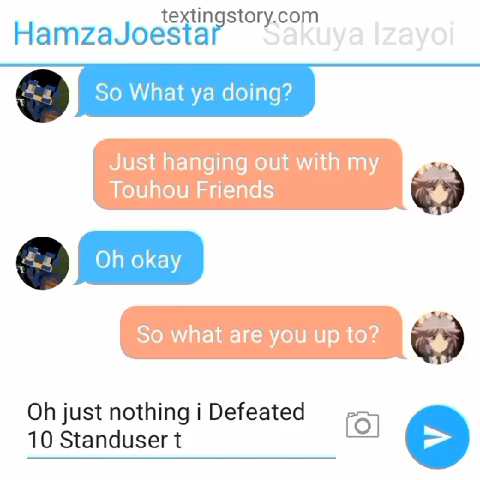 textingstory.com
HamzaJoestar Sakuya Izayoi
So What ya doing?
Just hanging out with my
Touhou Friends
Oh okay
So what are you up to?
Oh just nothing i Defeated
10 Standuser t